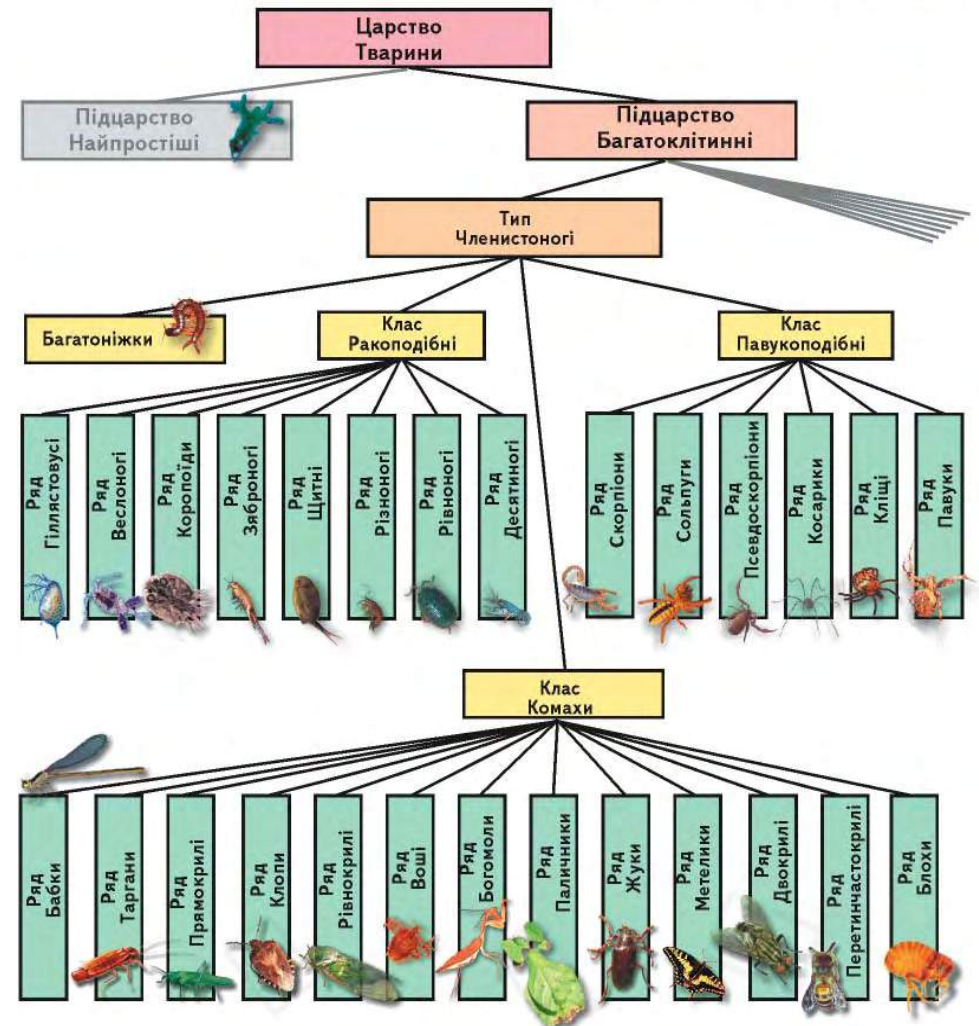 Царство
Тварини
Підцарство
Найпростіші
Підцарство
Багатоклітинні
Тип
Членистоногі
Багатоніжки
Клас
Ракоподібні
Клас
Павукоподібні
Ряд
Гіллястовусі
Ряд
Веслоногі
Ряд
Коропоїди
Ряд
Зяброногі
Ряд
Щитні
Ряд
Різноногі
Ряд
Рівноногі
Ряд
Десятиногі
Ряд
Скорпіони
Ряд
Сольпуги
Ряд
Псевдоскорпіони
Ряд
Косарики
Ряд
Кліщі
Ряд
Павуки
Клас
Комахи
Ряд
Бабки
Ряд
Таргани
Ряд
Прямокрилі
Ряд
Клопи
Ряд
Рівнокрилі
Ряд
Воші
Ряд
Богомоли
Ряд
Паличники
Ряд
Жуки
Ряд
Метелики
Ряд
Двокрилі
Ряд
Перетинчастокрилі
Ряд
Блохи